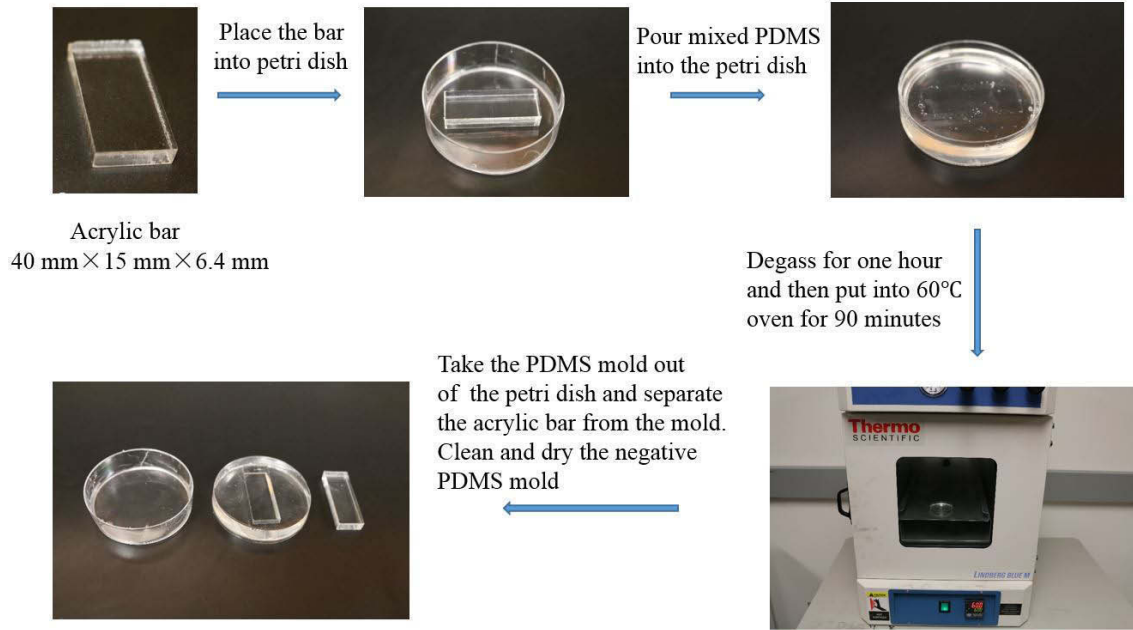 Place the bar
into petri dish
Pour mixed PDMS
into the petri dish
Acrylic bar
40 mm×15 mm×6.4 mm
Degass for one hour
and then put into 60℃
oven for 90 minutes
Take the PDMS mold out
of the petri dish and separate
the acrylic bar from the mold.
Clean and dry the negative
PDMS mold
Thermo
SCIENTIFIC
LINDBERG BLUE M